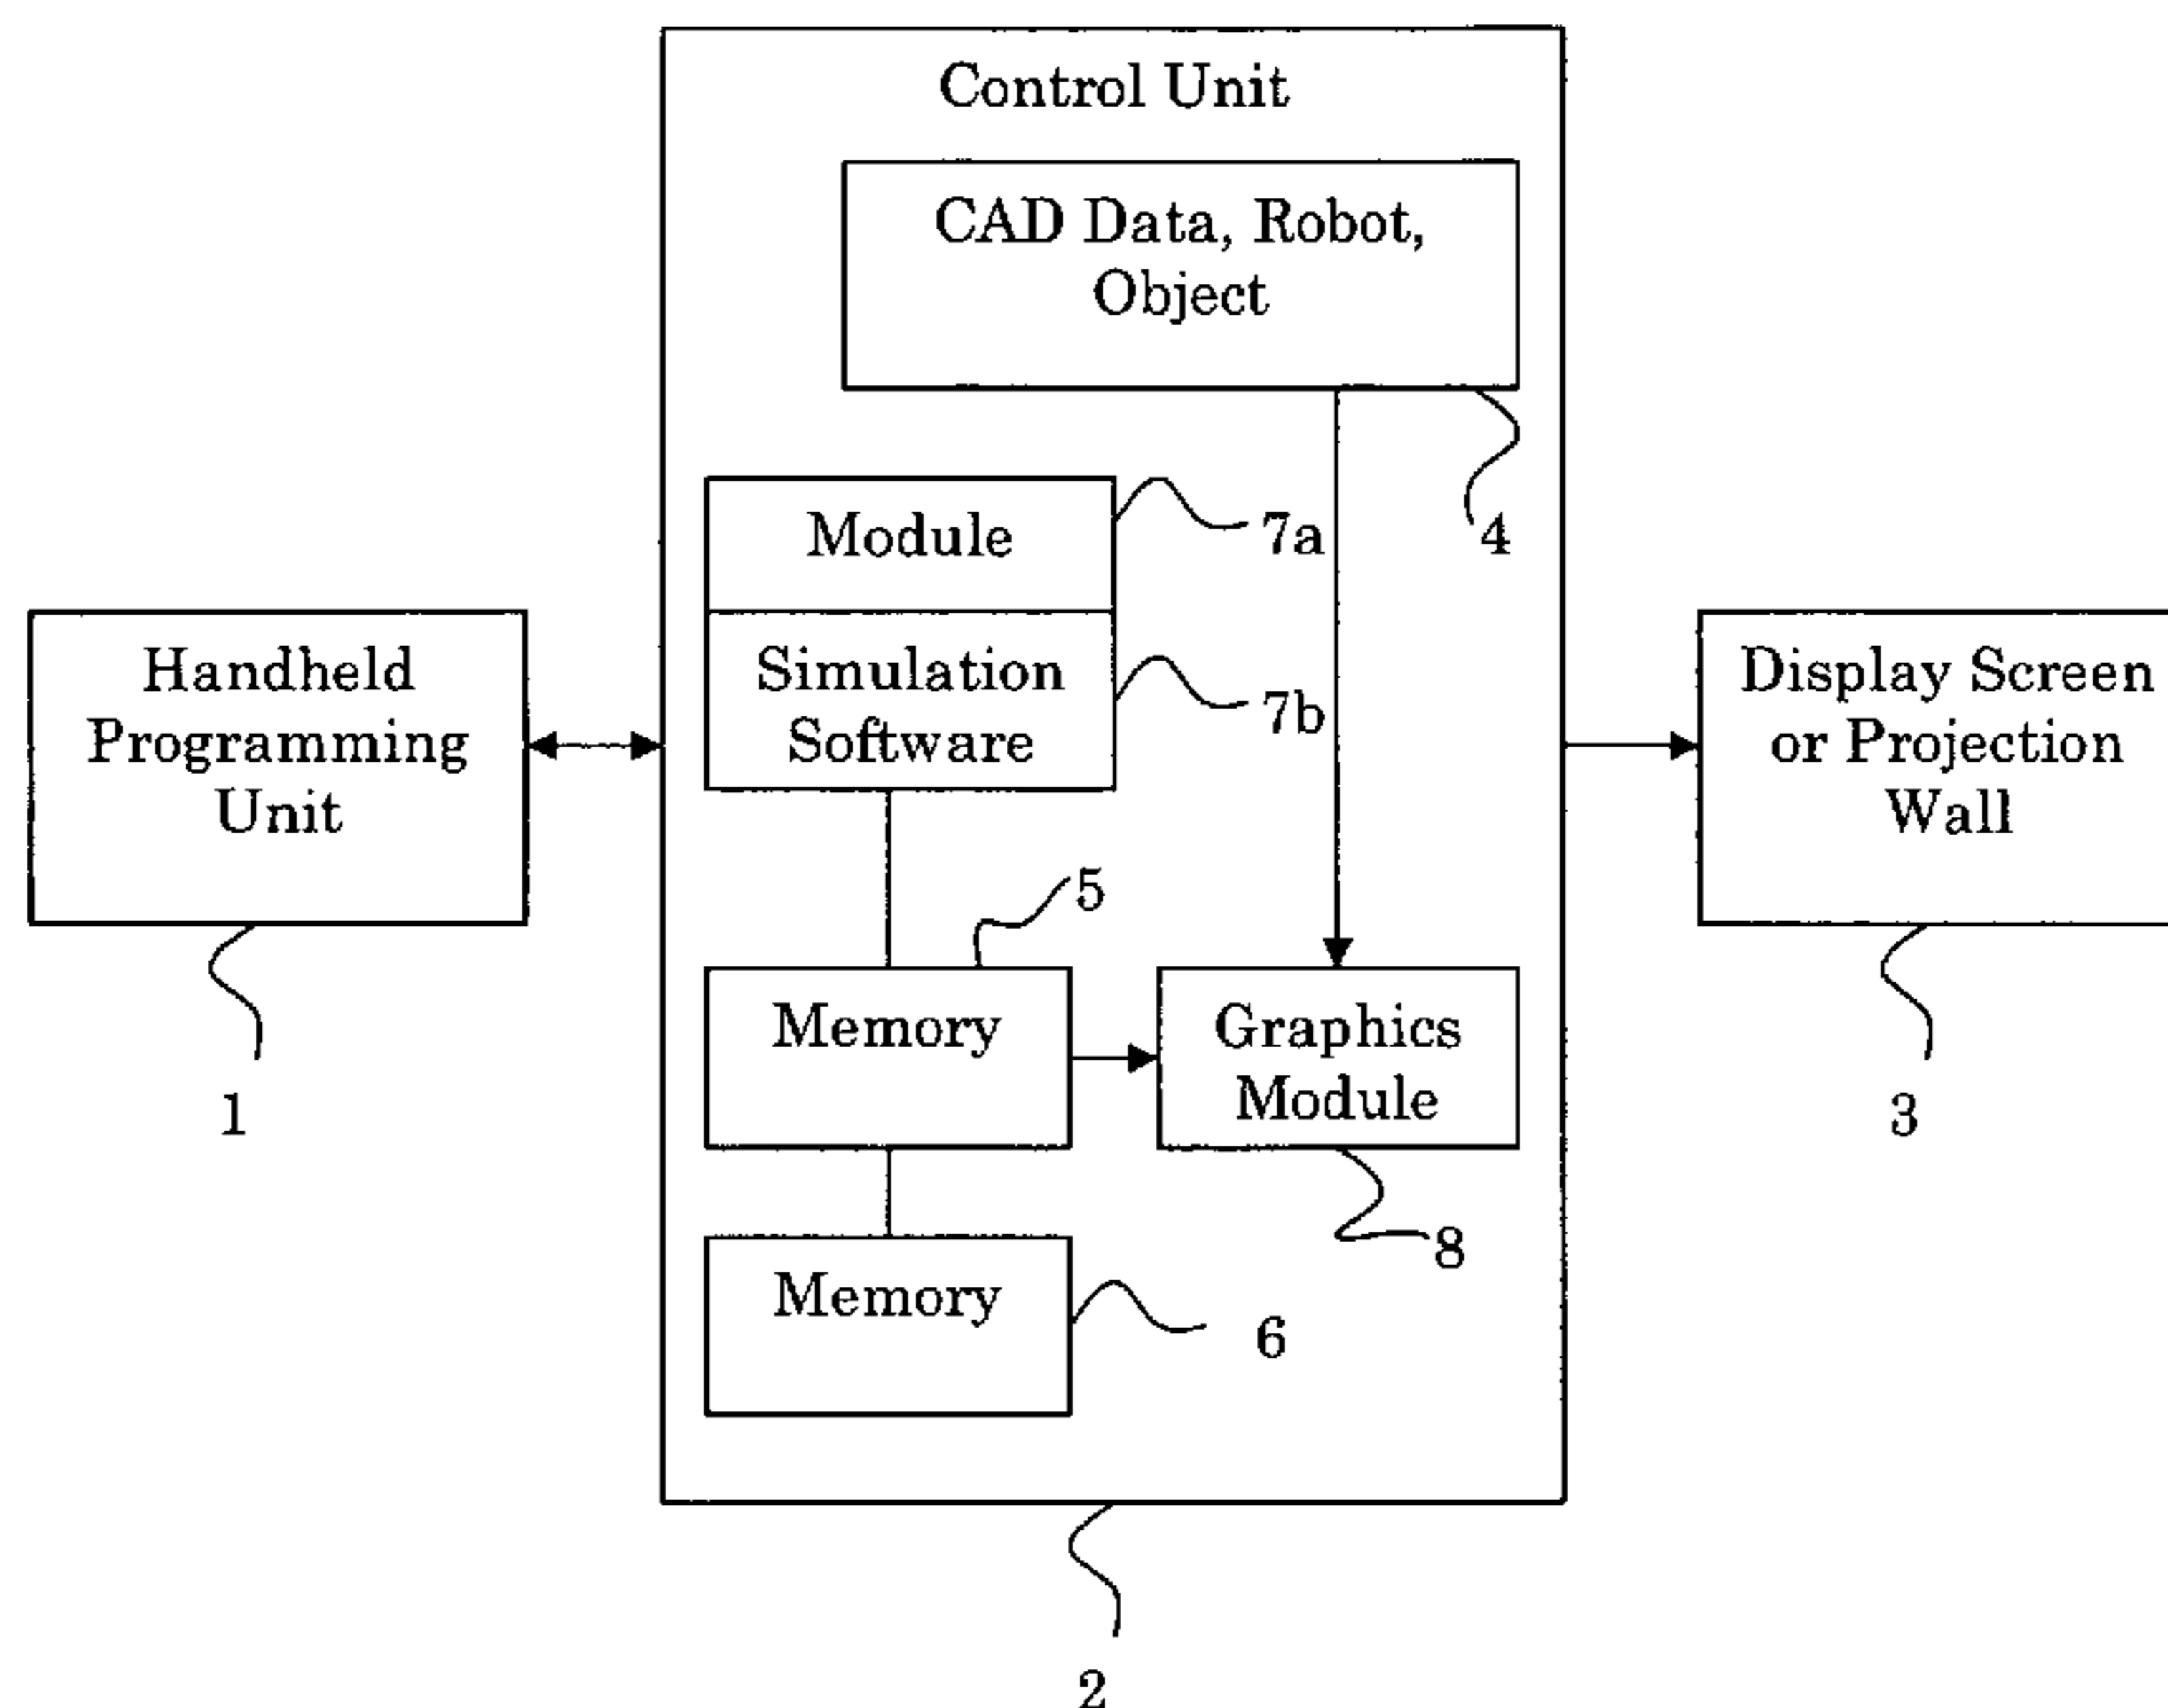 Control Unit
CAD Data, Robot,
Object
4
Module
7a
Simulation
Software
7b
Handheld
Programming
Unit
1
Display Screen
or Projection
Wall
3
5
Memory
Graphics
Module
8
Memory
6
2